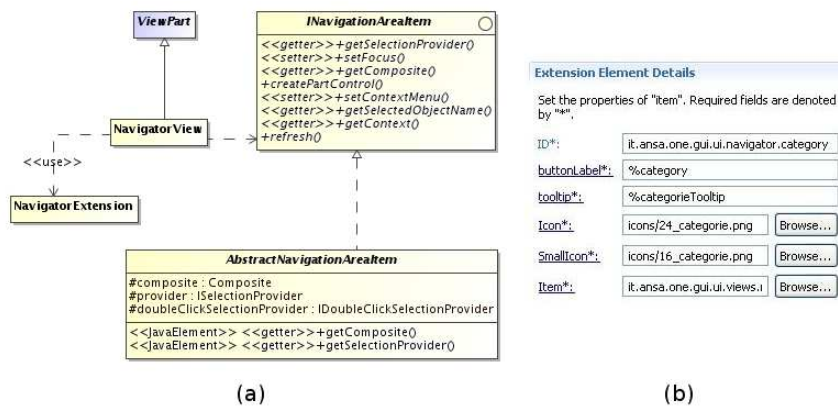 ViewPart
INavigationAreaItem
<<getter>>+getSelectionProvider()
<<setter>>+setFocus()
<<getter>>+getComposite()
+createPartControl()
<<setter>>+setContextMenu()
<<getter>>+getSelectedObjectName()
<<getter>>+getContext()
+refresh()
NavigatorView
<<use>>
NavigatorExtension
AbstractNavigationAreaItem
#composite : Composite
#provider : ISelectionProvider
#doubleClickSelectionProvider : IDoubleClickSelectionProvider
<<JavaElement>> <<getter>>+getComposite()
<<JavaElement>> <<getter>>+getSelectionProvider()
(a)
Extension Element Details
Set the properties of "item". Required fields are denoted
by "*".
ID*: it.ansa.one.gui.ui.navigator.category
buttonLabel*: %category
tooltip*: %categorieTooltip
Icon*: icons/24_categorie.png Browse...
SmallIcon*: icons/16_categorie.png Browse...
Item*: it.ansa.one.gui.ui.views. Browse...
(b)